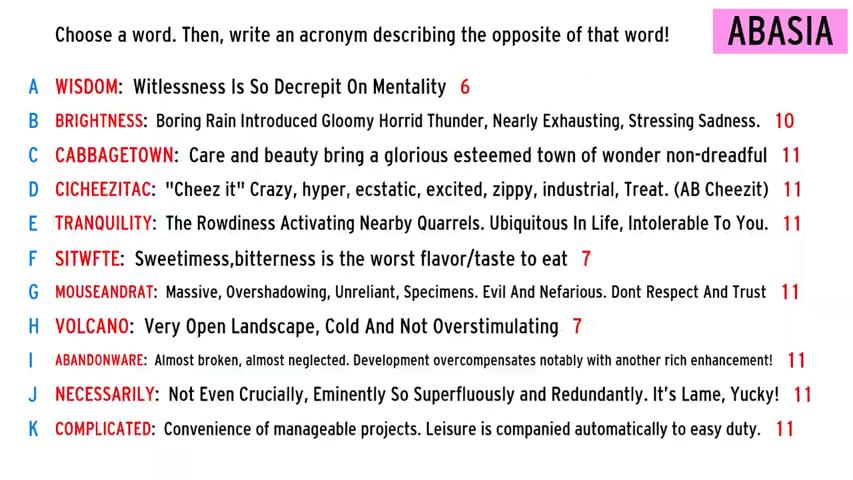 Choose a word. Then, write an acronym describing the opposite of that word!
ABASIA
A WISDOM: Witlessness Is So Decrepit On Mentality 6
B BRIGHTNESS: Boring Rain Introduced Gloomy Horrid Thunder, Nearly Exhausting, Stressing Sadness. 10
C CABBAGETOWN: Care and beauty bring a glorious esteemed town of wonder non-dreadful 11
D CICHEEZITAC: "Cheez it" Crazy, hyper, ecstatic, excited, zippy, industrial, Treat. (AB Cheezit) 11
E TRANQUILITY: The Rowdiness Activating Nearby Quarrels. Ubiquitous In Life, Intolerable To You. 11
F SITWFTE: Sweetimess,bitterness is the worst flavor/taste to eat 7
G MOUSEANDRAT: Massive, Overshadowing, Unreliant, Specimens. Evil And Nefarious. Dont Respect And Trust 11
H VOLCANO: Very Open Landscape, Cold And Not Overstimulating 7
I ABANDONWARE: Almost broken, almost neglected. Development overcompensates notably with another rich enhancement! 11
J NECESSARILY: Not Even Crucially, Eminently So Superfluously and Redundantly. It's Lame, Yucky! 11
K COMPLICATED: Convenience of manageable projects. Leisure is companied automatically to easy duty. 11